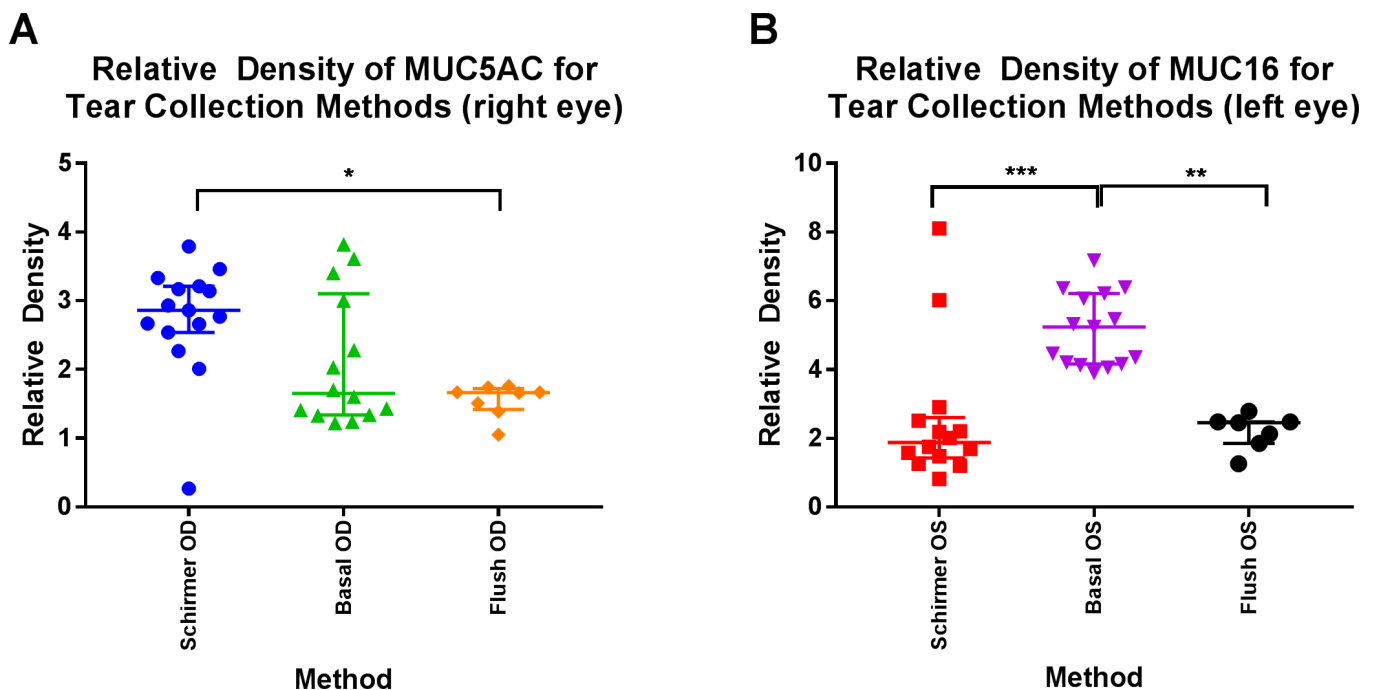 A
Relative Density of MUC5AC for
Tear Collection Methods (right eye)
5
4
3
2
1
0
Relative Density
*
Schirmer OD
Basal OD
Flush OD
Method
B
Relative Density of MUC16 for
Tear Collection Methods (left eye)
10
8
6
4
2
0
Relative Density
***
**
Schirmer OS
Basal OS
Flush OS
Method